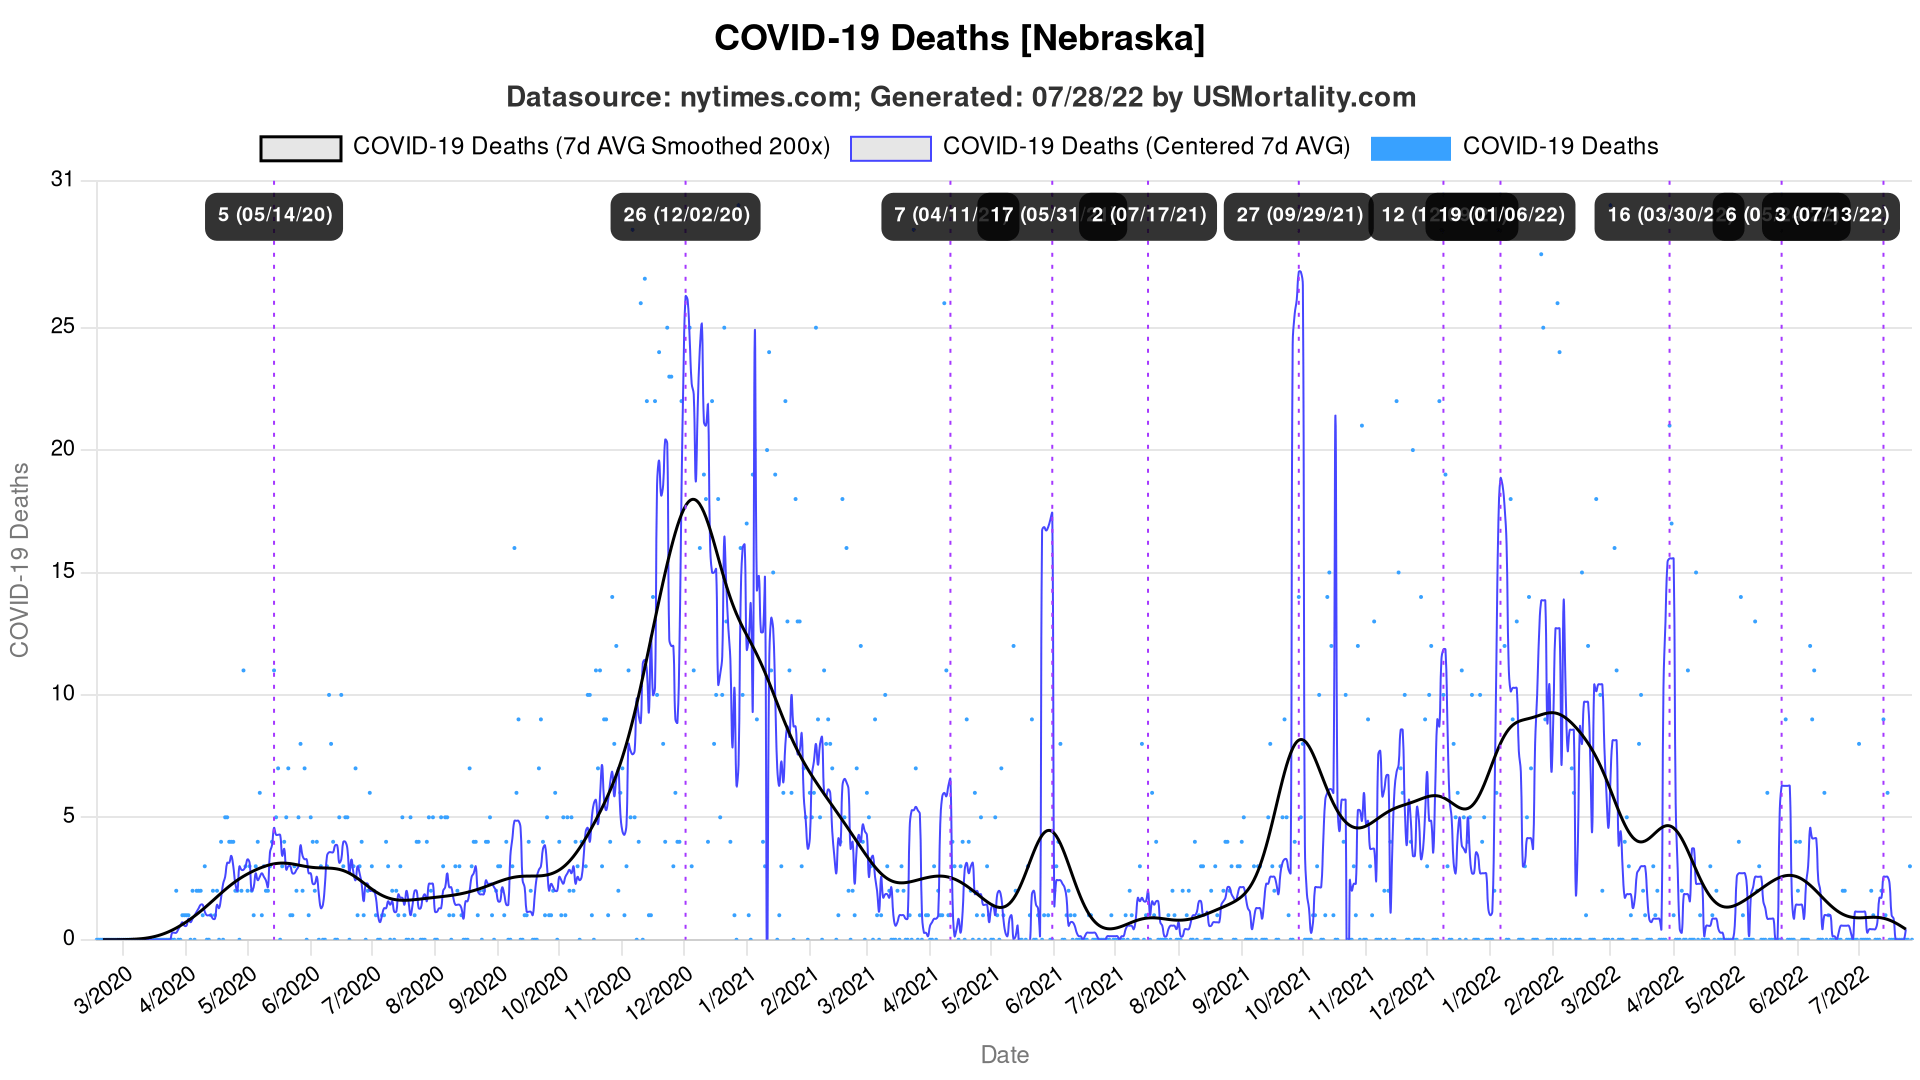 COVID-19 Deaths [Nebraska]
Datasource: nytimes.com; Generated: 07/28/22 by USMortality.com
COVID-19 Deaths (7d AVG Smoothed 200x) COVID-19 Deaths (Centered 7d AVG) COVID-19 Deaths
31
5 (05/14/20) 26 (12/02/20) 7 (04/11/2 17 (05/31 2 (07/17/21) 27 (09/29/21) 12 (1 19 (01/06/22) 16 (03/30/2 6 (0 3 (07/13/22)
25
20
15
10
5
0
COVID-19 Deaths
3/2020 4/2020 5/2020 6/2020 7/2020 8/2020 9/2020 10/2020 11/2020 12/2020 1/2021 2/2021 3/2021 4/2021 5/2021 6/2021 7/2021 8/2021 9/2021 10/2021 11/2021 12/2021 1/2022 2/2022 3/2022 4/2022 5/2022 6/2022 7/2022
Date